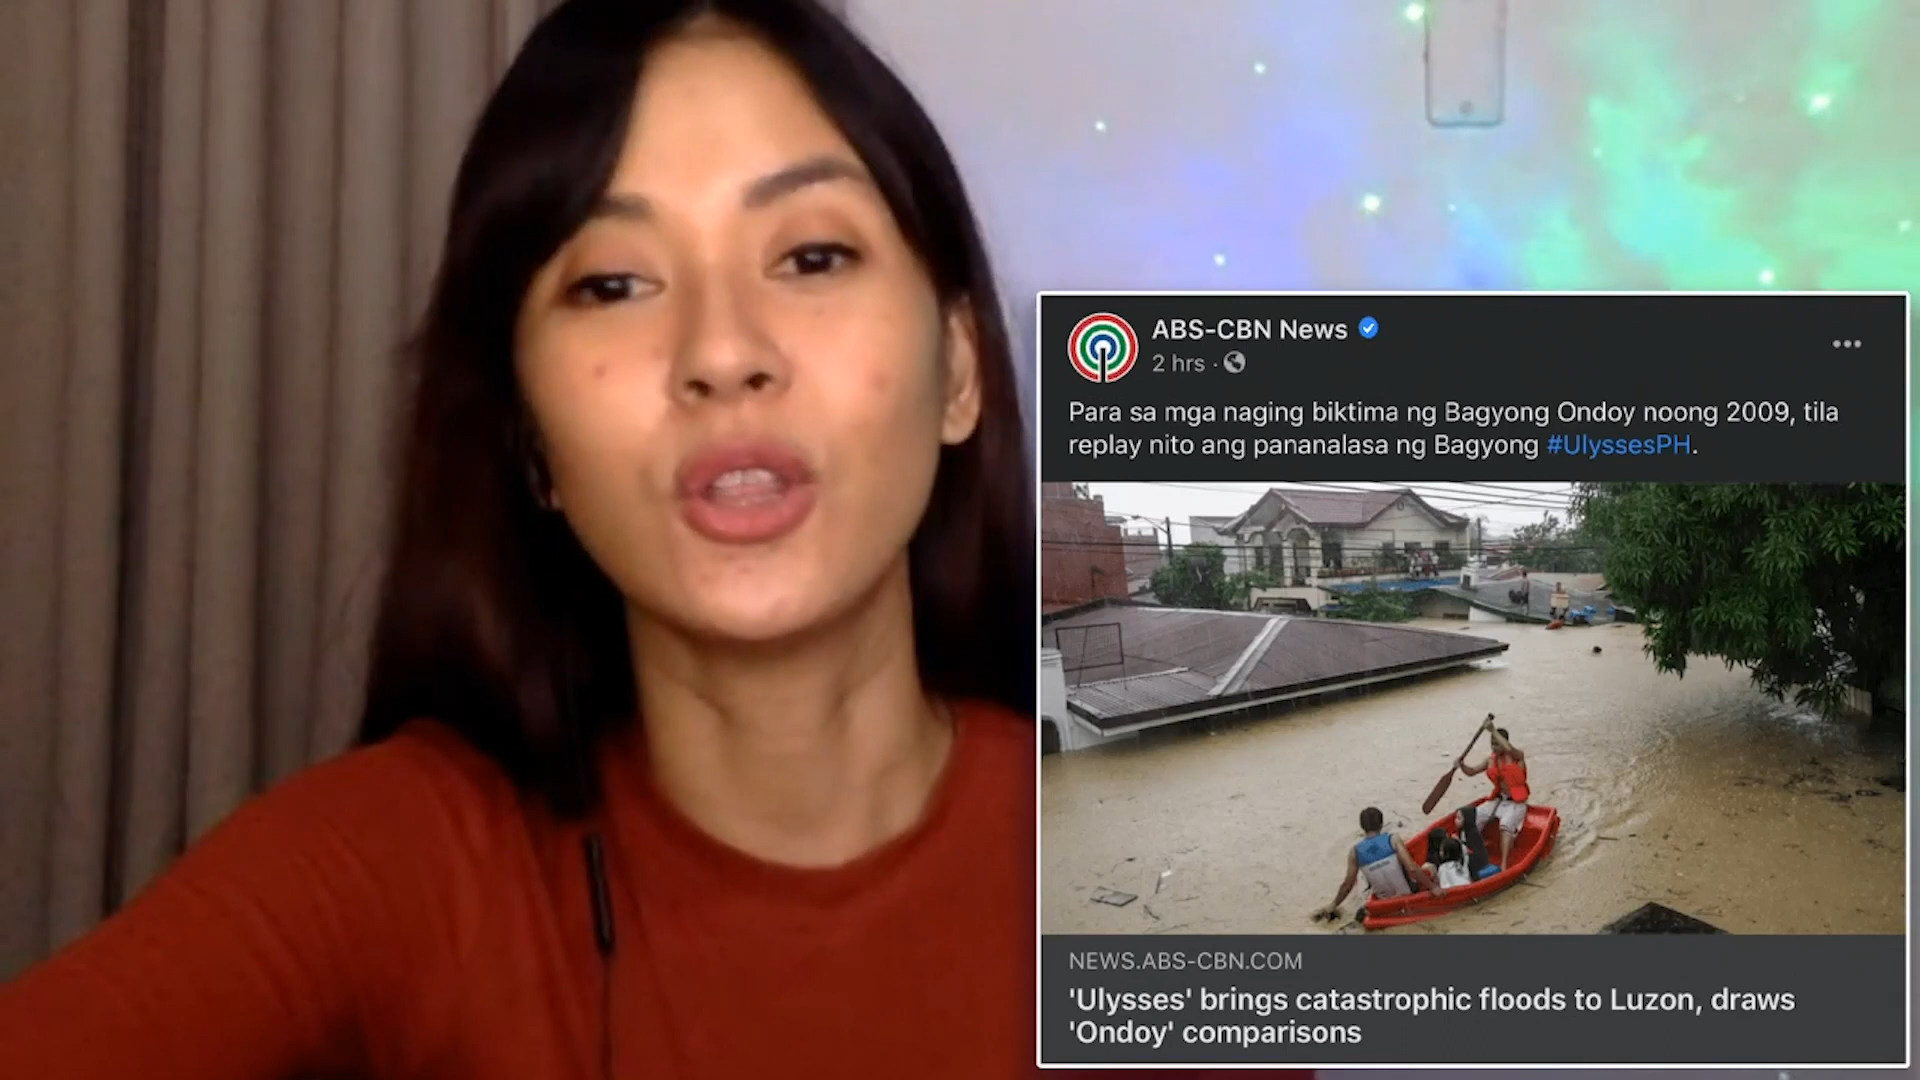 ABS-CBN News
2 hrs ·
Para sa mga naging biktima ng Bagyong Ondoy noong 2009, tila
replay nito ang pananalasa ng Bagyong #UlyssesPH.
NEWS.ABS-CBN.COM
'Ulysses' brings catastrophic floods to Luzon, draws
'Ondoy' comparisons